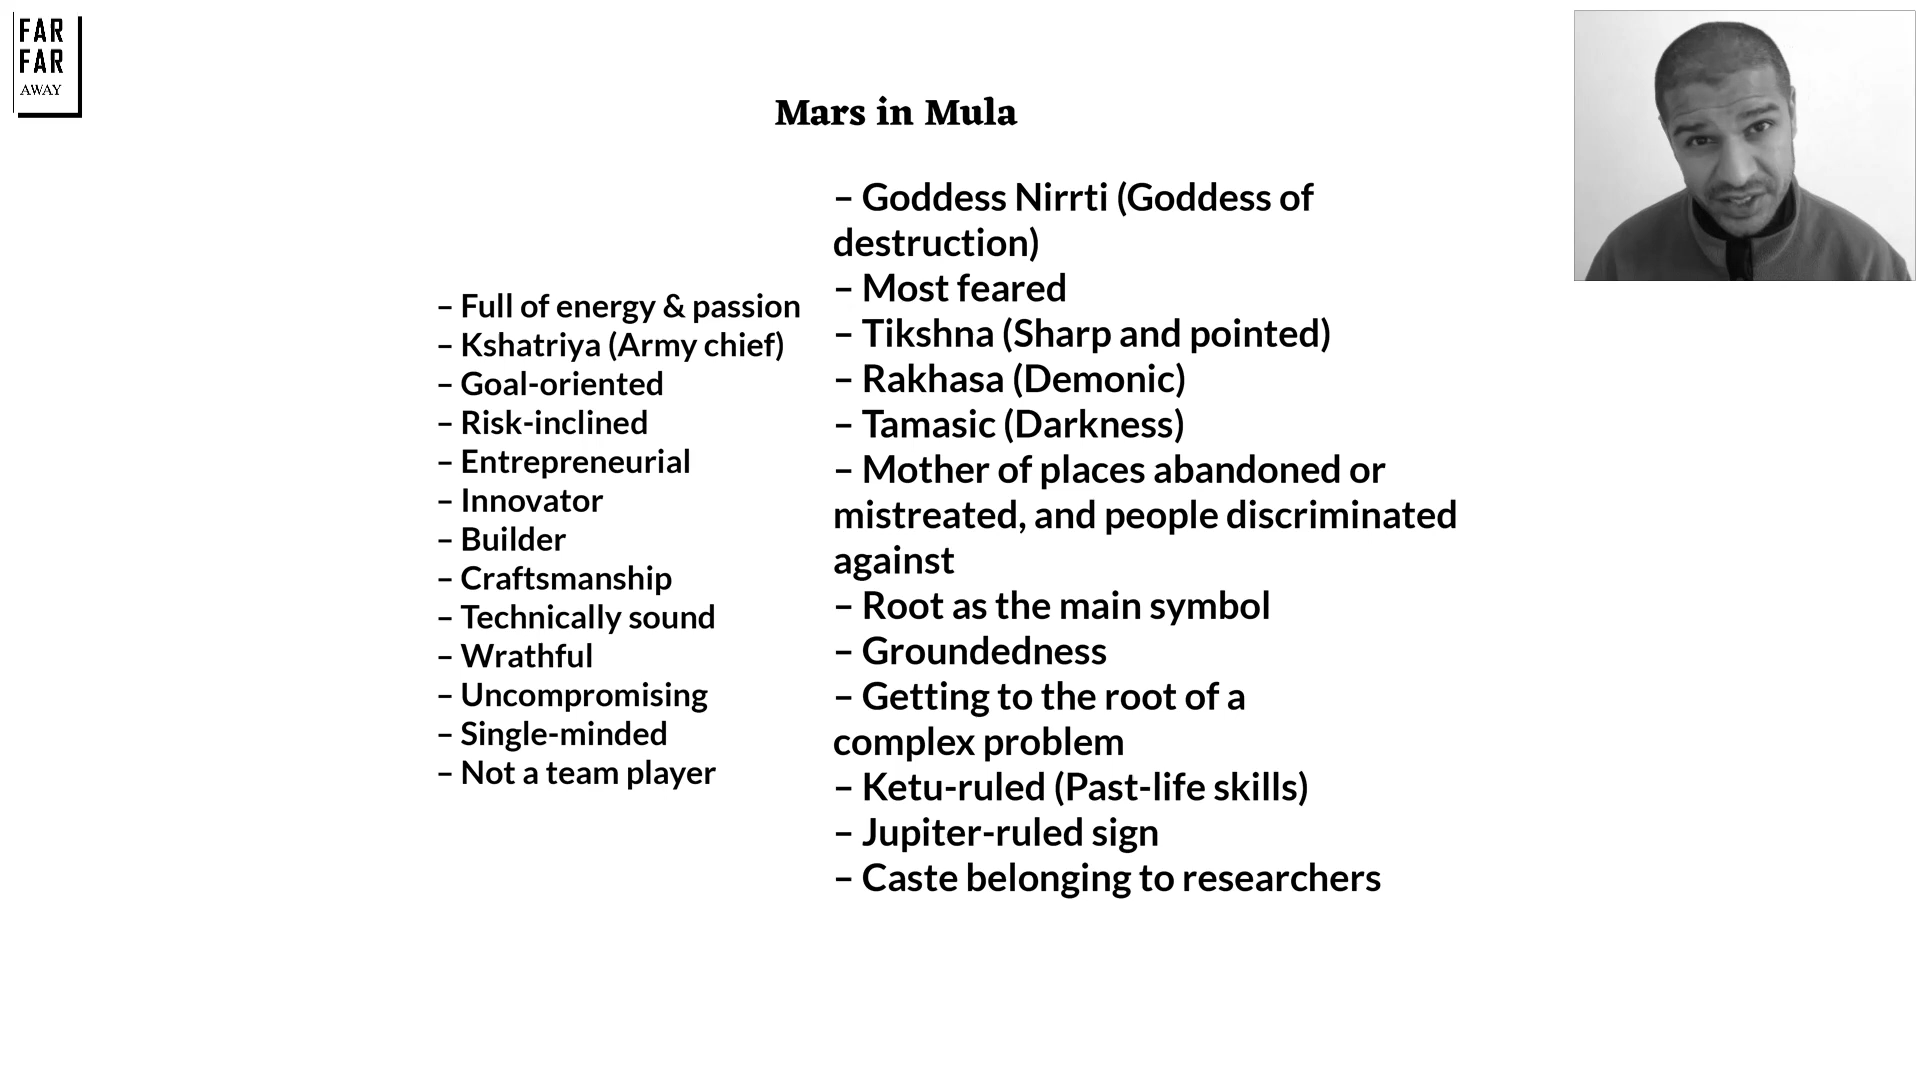 FAR
FAR
AWAY
Mars in Mula
– Full of energy & passion
– Kshatriya (Army chief)
– Goal-oriented
– Risk-inclined
– Entrepreneurial
– Innovator
– Builder
– Craftsmanship
– Technically sound
– Wrathful
– Uncompromising
– Single-minded
– Not a team player
– Goddess Nirrti (Goddess of
destruction)
– Most feared
– Tikshna (Sharp and pointed)
– Rakhasa (Demonic)
– Tamasic (Darkness)
– Mother of places abandoned or
mistreated, and people discriminated
against
– Root as the main symbol
– Groundedness
– Getting to the root of a
complex problem
– Ketu-ruled (Past-life skills)
– Jupiter-ruled sign
– Caste belonging to researchers